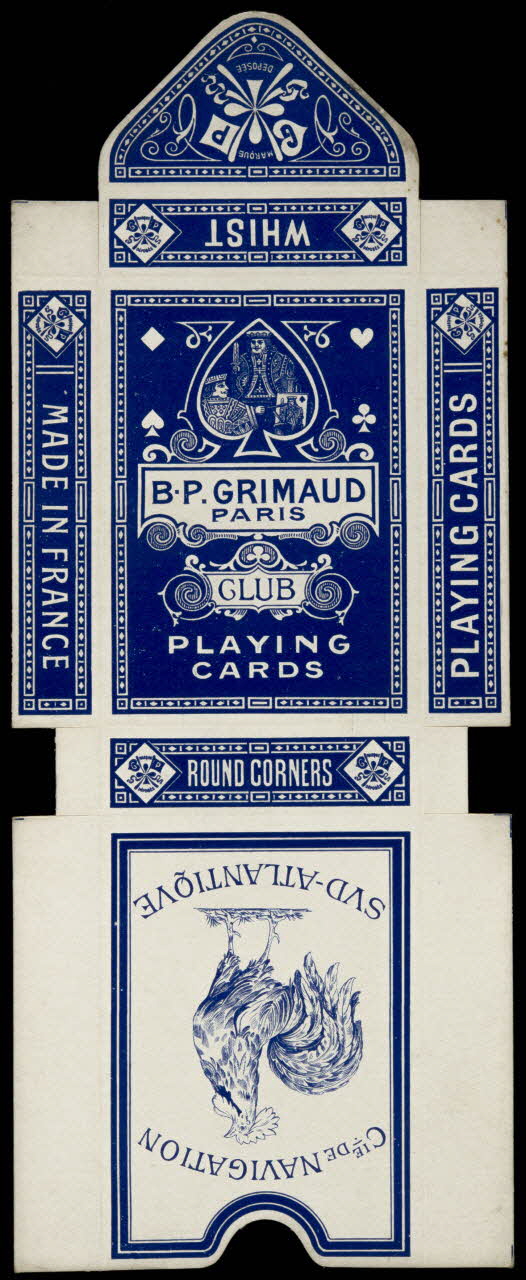 MARQUE
DÉPOSÉE
G P
WHIST
MADE IN FRANCE
B·P. GRIMAUD
PARIS
CLUB
PLAYING
CARDS
PLAYING CARDS
ROUND CORNERS
CIE DE NAVIGATION
SVD-ATLANTIQVE